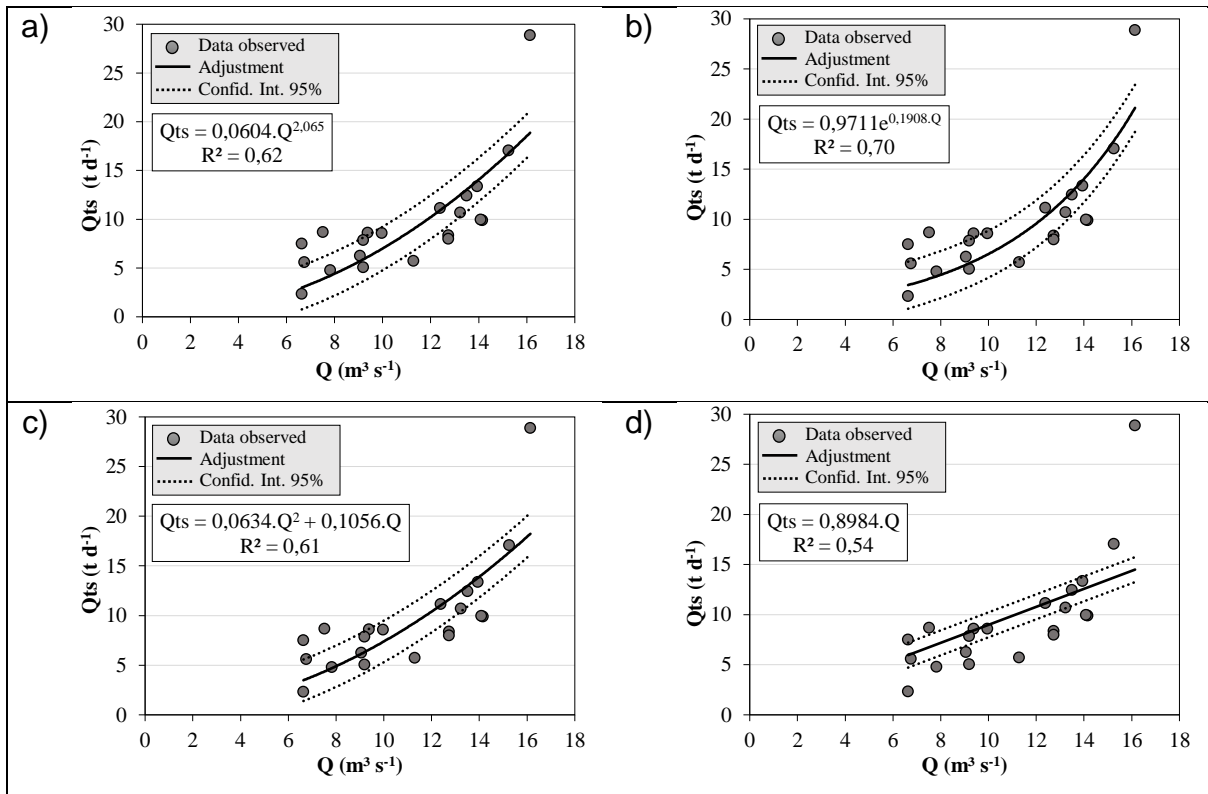 a)
30
25
20
15
10
5
0
Qts (t d-1)
Data observed
Adjustment
Confid. Int. 95%
Qts = 0,0604.Q2,065
R² = 0,62
0 2 4 6 8 10 12 14 16 18
Q (m³ s-1)
b)
30
25
20
15
10
5
0
Qts (t d-1)
Data observed
Adjustment
Confid. Int. 95%
Qts = 0,9711e0,1908.Q
R² = 0,70
0 2 4 6 8 10 12 14 16 18
Q (m³ s-1)
c)
30
25
20
15
10
5
0
Qts (t d-1)
Data observed
Adjustment
Confid. Int. 95%
Qts = 0,0634.Q2 + 0,1056.Q
R² = 0,61
0 2 4 6 8 10 12 14 16 18
Q (m³ s-1)
d)
30
25
20
15
10
5
0
Qts (t d-1)
Data observed
Adjustment
Confid. Int. 95%
Qts = 0,8984.Q
R² = 0,54
0 2 4 6 8 10 12 14 16 18
Q (m³ s-1)